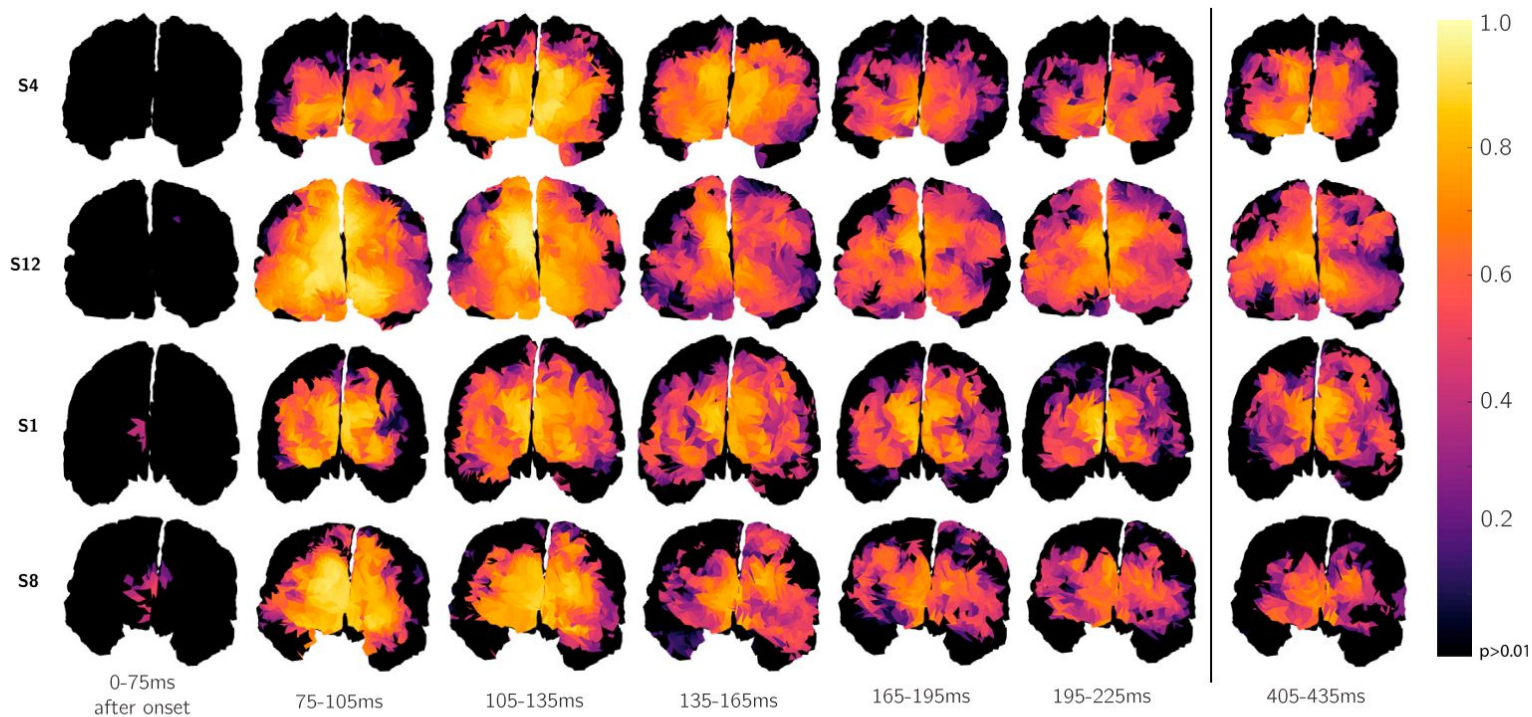 S4
S12
S1
S8
0-75ms
after onset
75-105ms
105-135ms
135-165ms
165-195ms
195-225ms
405-435ms
1.0
0.8
0.6
0.4
0.2
p>0.01